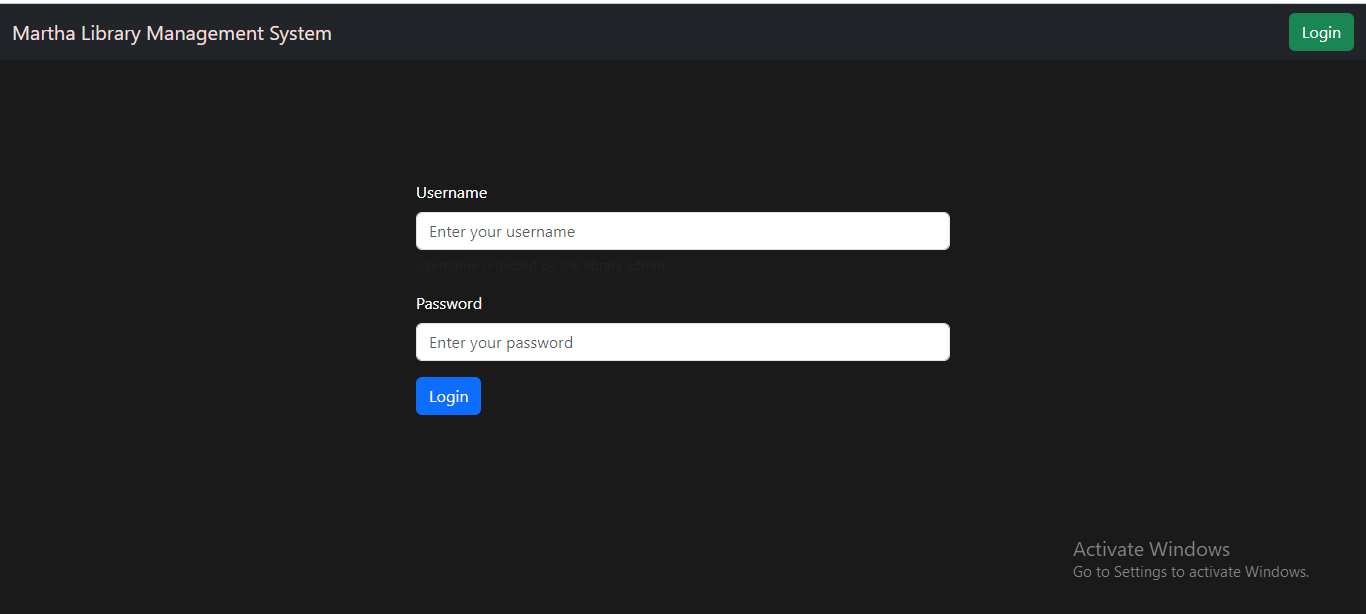 Martha Library Management System
Login
Username
Enter your username
Username provided by the library admin
Password
Enter your password
Login
Activate Windows
Go to Settings to activate Windows.